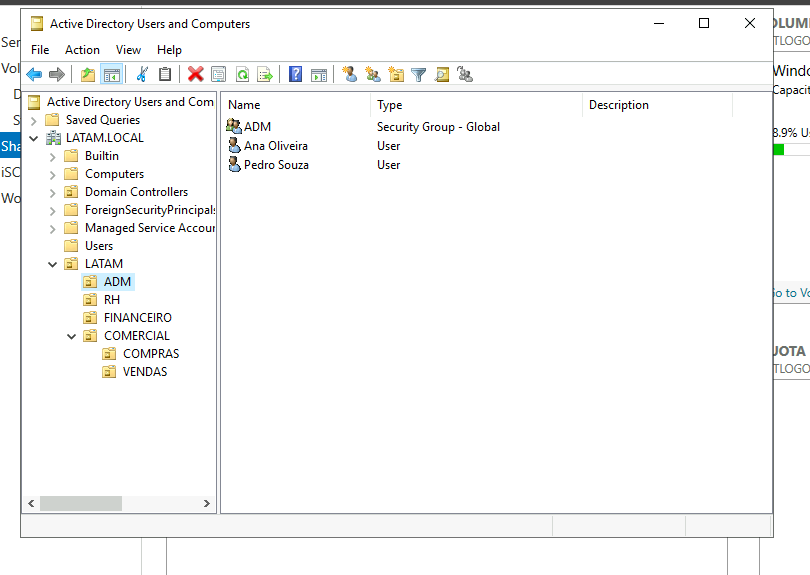 Active Directory Users and Computers
File Action View Help
Active Directory Users and Com
Saved Queries
LATAM.LOCAL
Builtin
Computers
Domain Controllers
ForeignSecurityPrincipals
Managed Service Accour
Users
LATAM
ADM
RH
FINANCEIRO
COMERCIAL
COMPRAS
VENDAS
Name Type Description
ADM Security Group - Global
Ana Oliveira User
Pedro Souza User
Ser
Vol
D
S
Sha
iSC
Wo
OLUME
TLOGO
Windo
Capacit
8.9% U
Go to Vo
UOTA
TLOGO